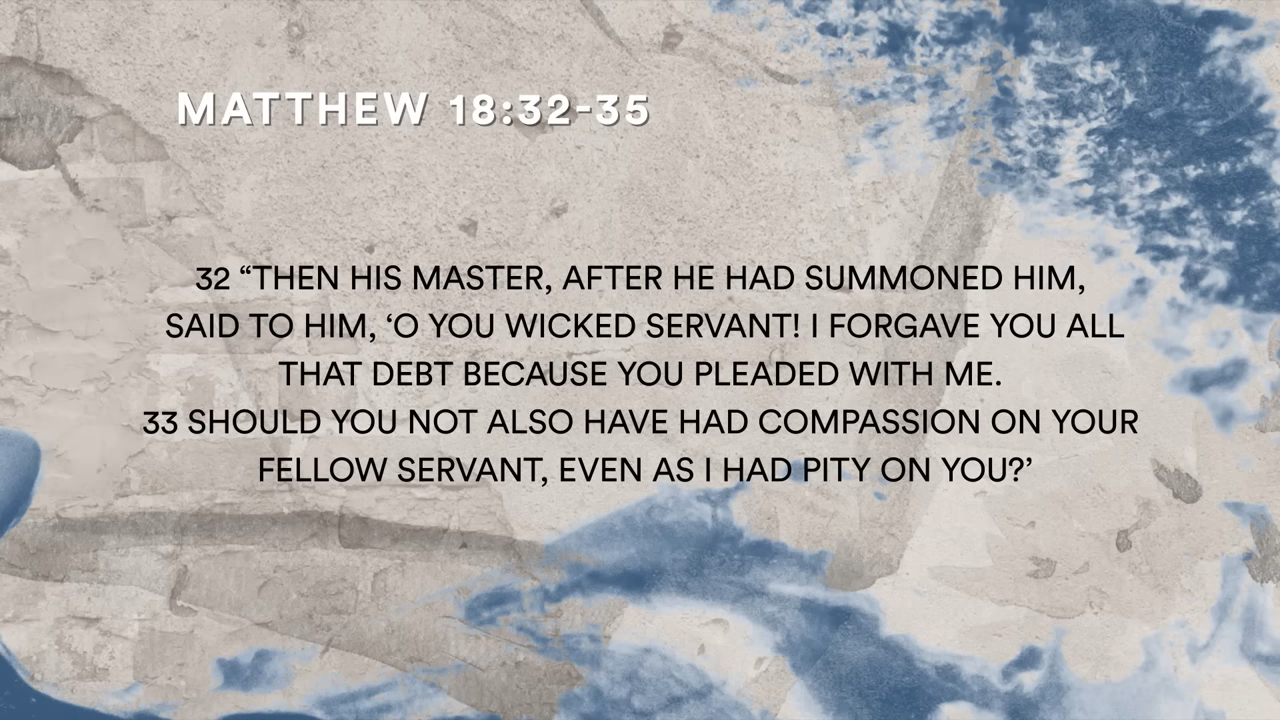 MATTHEW 18:32-35
32 “THEN HIS MASTER, AFTER HE HAD SUMMONED HIM,
SAID TO HIM, ‘O YOU WICKED SERVANT! I FORGAVE YOU ALL
THAT DEBT BECAUSE YOU PLEADED WITH ME.
33 SHOULD YOU NOT ALSO HAVE HAD COMPASSION ON YOUR
FELLOW SERVANT, EVEN AS I HAD PITY ON YOU?’